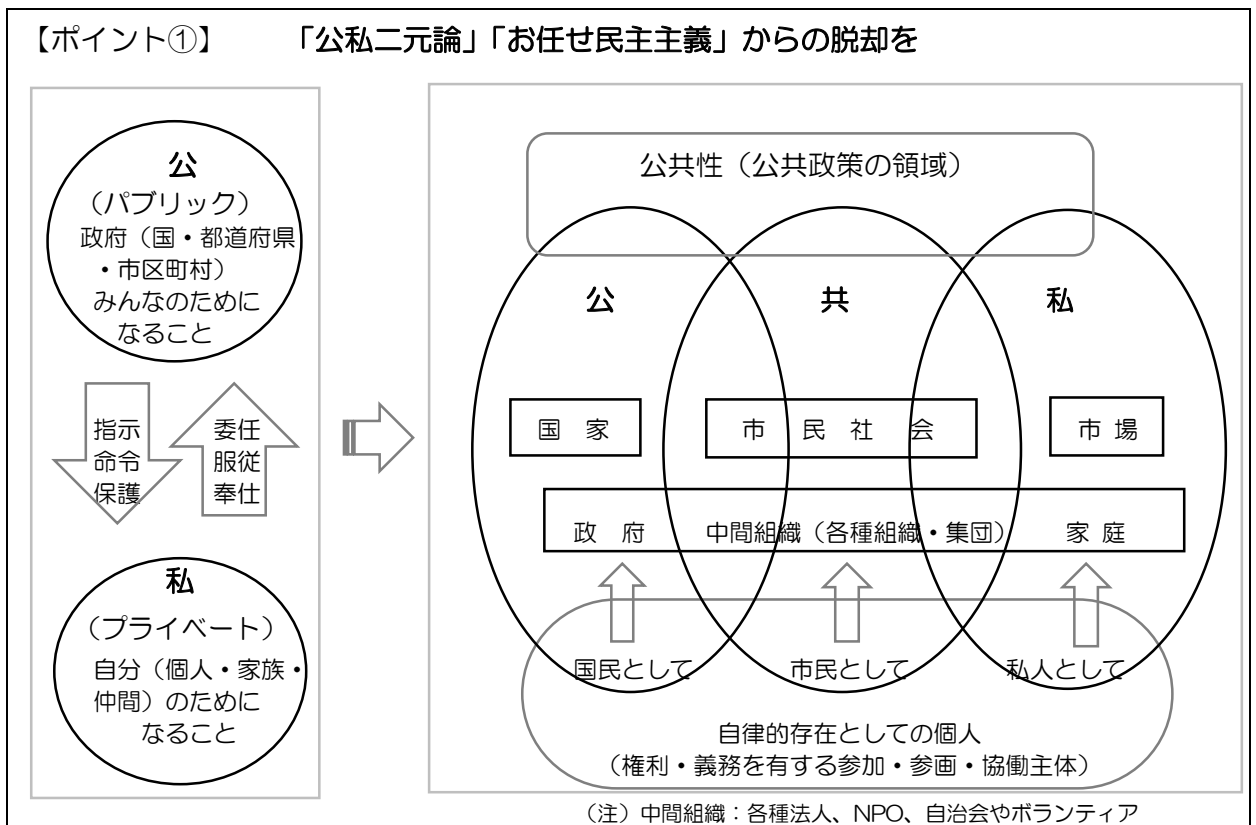 【ポイント①】　「公私二元論」「お任せ民主主義」からの脱却を
公
（パブリック）
政府（国・都道府県
・市区町村）
みんなのために
なること
指示
命令
保護
委任
服従
奉仕
私
（プライベート）
自分（個人・家族・
仲間）のために
なること
公共性（公共政策の領域）
公　共　私
国　家　市　民　社　会　市　場
政　府　中間組織（各種組織・集団）　家　庭
国民として　市民として　私人として
自律的存在としての個人
（権利・義務を有する参加・参画・協働主体）
（注）中間組織：各種法人、NPO、自治会やボランティア